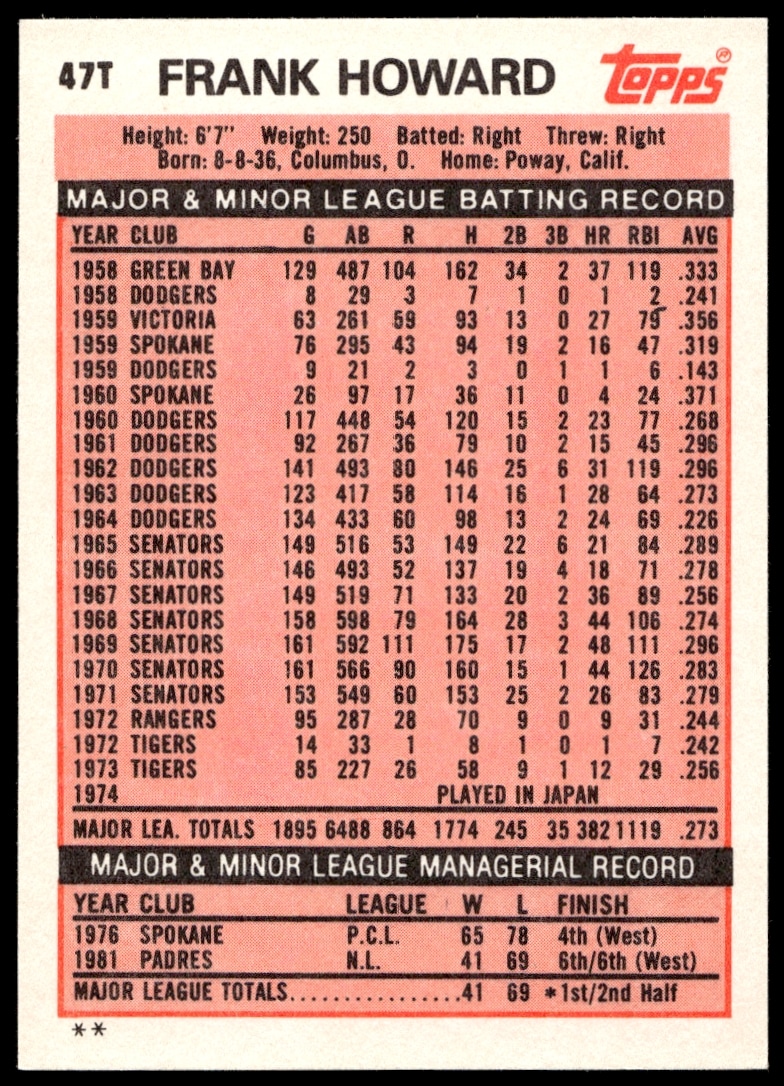 47T FRANK HOWARD Topps®
Height: 6'7" Weight: 250 Batted: Right Threw: Right
Born: 8-8-36, Columbus, O. Home: Poway, Calif.
MAJOR & MINOR LEAGUE BATTING RECORD
YEAR CLUB G AB R H 2B 3B HR RBI AVG
1958 GREEN BAY 129 487 104 162 34 2 37 119 .333
1958 DODGERS 8 29 3 7 1 0 1 2 .241
1959 VICTORIA 63 261 59 93 13 0 27 79 .356
1959 SPOKANE 76 295 43 94 19 2 16 47 .319
1959 DODGERS 9 21 2 3 0 1 1 6 .143
1960 SPOKANE 26 97 17 36 11 0 4 24 .371
1960 DODGERS 117 448 54 120 15 2 23 77 .268
1961 DODGERS 92 267 36 79 10 2 15 45 .296
1962 DODGERS 141 493 80 146 25 6 31 119 .296
1963 DODGERS 123 417 58 114 16 1 28 64 .273
1964 DODGERS 134 433 60 98 13 2 24 69 .226
1965 SENATORS 149 516 53 149 22 6 21 84 .289
1966 SENATORS 146 493 52 137 19 4 18 71 .278
1967 SENATORS 149 519 71 133 20 2 36 89 .256
1968 SENATORS 158 598 79 164 28 3 44 106 .274
1969 SENATORS 161 592 111 175 17 2 48 111 .296
1970 SENATORS 161 566 90 160 15 1 44 126 .283
1971 SENATORS 153 549 60 153 25 2 26 83 .279
1972 RANGERS 95 287 28 70 9 0 9 31 .244
1972 TIGERS 14 33 1 8 1 0 1 7 .242
1973 TIGERS 85 227 26 58 9 1 12 29 .256
1974 PLAYED IN JAPAN
MAJOR LEA. TOTALS 1895 6488 864 1774 245 35 382 1119 .273
MAJOR & MINOR LEAGUE MANAGERIAL RECORD
YEAR CLUB LEAGUE W L FINISH
1976 SPOKANE P.C.L. 65 78 4th (West)
1981 PADRES N.L. 41 69 6th/6th (West)
MAJOR LEAGUE TOTALS................41 69 *1st/2nd Half
**